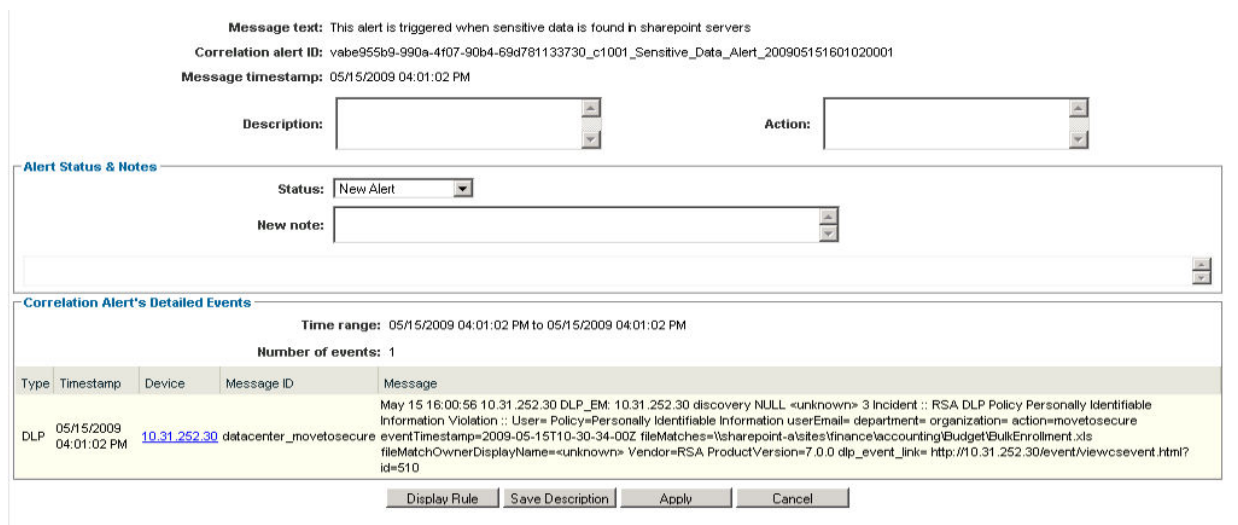 Message text: This alert is triggered when sensitive data is found in sharepoint servers
Correlation alert ID: vabe955b9-990a-4f07-90b4-69d781133730_c1001_Sensitive_Data_Alert_200905151601020001
Message timestamp: 05/15/2009 04:01:02 PM
Description: Action:
Alert Status & Notes
Status: New Alert
New note:
Correlation Alert's Detailed Events
Time range: 05/15/2009 04:01:02 PM to 05/15/2009 04:01:02 PM
Number of events: 1
Type Timestamp Device Message ID Message
DLP 05/15/2009 04:01:02 PM 10.31.252.30 datacenter_movetosecure
May 15 16:00:56 10.31.252.30 DLP_EM: 10.31.252.30 discovery NULL <unknown> 3 Incident :: RSA DLP Policy Personally Identifiable
Information Violation :: User= Policy=Personally Identifiable Information userEmail= department= organization= action=movetosecure
eventTimestamp=2009-05-15T10-30-34-00Z fileMatches=\\sharepoint-a\sites\finance\accounting\Budget\BulkEnrollment.xls
fileMatchOwnerDisplayName=<unknown> Vendor=RSA ProductVersion=7.0.0 dlp_event_link= http://10.31.252.30/event/viewcsevent.html?
id=510
Display Rule Save Description Apply Cancel